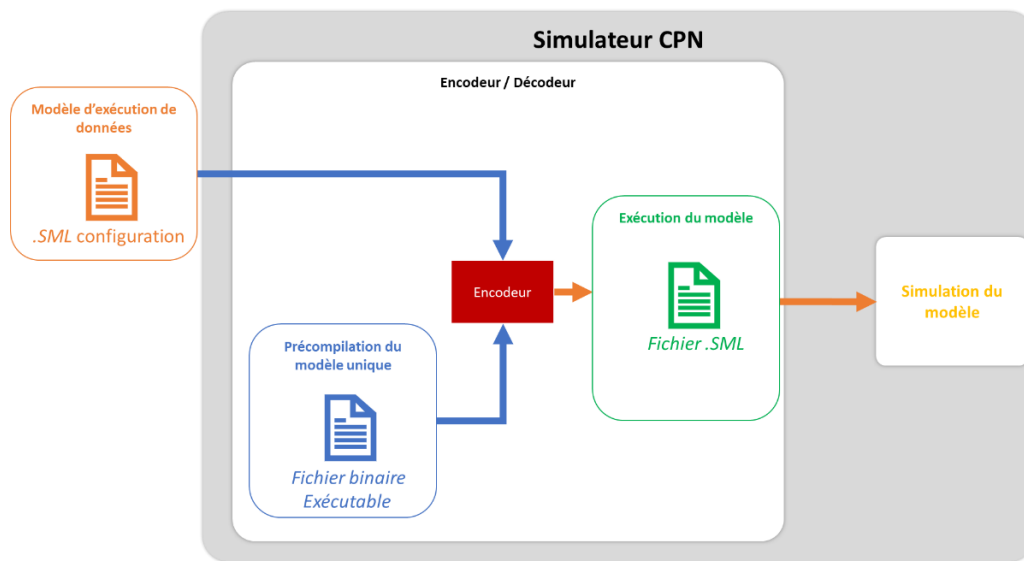 Simulateur CPN
Encodeur / Décodeur
Modèle d'exécution de
données
.SML configuration
Encodeur
Précompilation du
modèle unique
Fichier binaire
Exécutable
Exécution du modèle
Fichier .SML
Simulation du
modèle